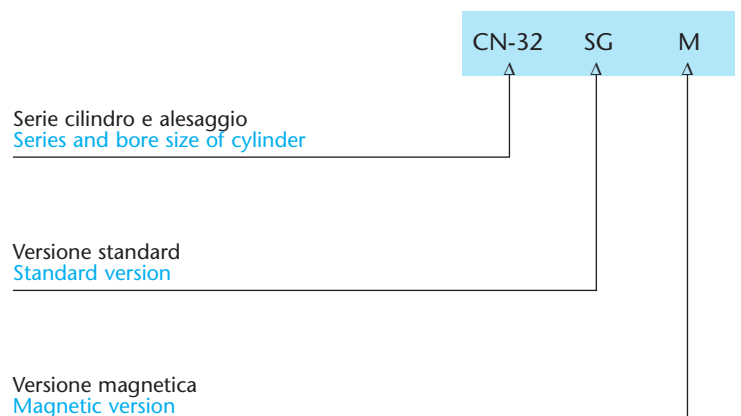 CN-32 SG M
Serie cilindro e alesaggio
Series and bore size of cylinder
Versione standard
Standard version
Versione magnetica
Magnetic version